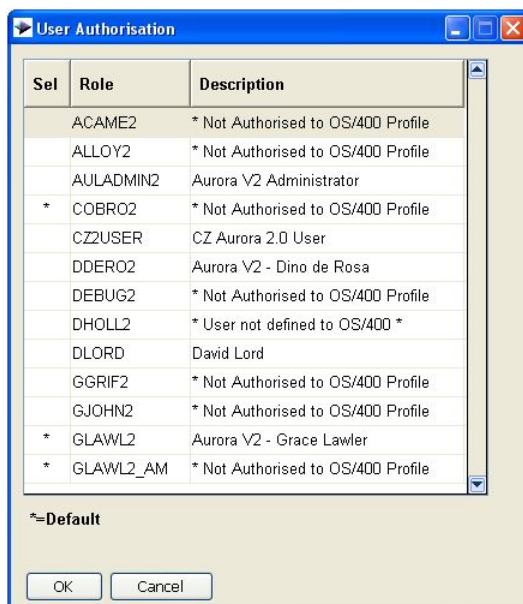 User Authorisation
Sel Role Description
ACAME2 * Not Authorised to OS/400 Profile
ALLOY2 * Not Authorised to OS/400 Profile
AULADMIN2 Aurora V2 Administrator
* COBRO2 * Not Authorised to OS/400 Profile
CZ2USER CZ Aurora 2.0 User
DDERO2 Aurora V2 - Dino de Rosa
DEBUG2 * Not Authorised to OS/400 Profile
DHOLL2 * User not defined to OS/400 *
DLORD David Lord
GGRIF2 * Not Authorised to OS/400 Profile
GJOHN2 * Not Authorised to OS/400 Profile
* GLAWL2 Aurora V2 - Grace Lawler
* GLAWL2_AM * Not Authorised to OS/400 Profile
*=Default
OK Cancel